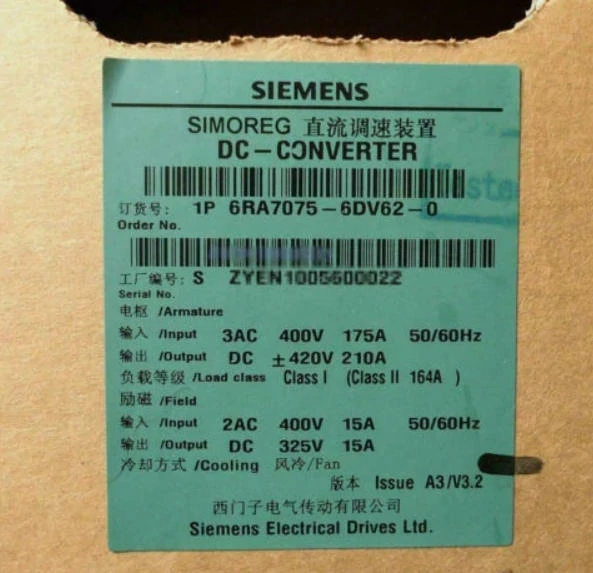 SIEMENS
SIMOREG 直流调速装置
DC-CONVERTER
订货号: 1P 6RA7075-6DV62-0
Order No.
工厂编号: S ZYEN1005600022
Serial No.
电枢 /Armature
输入 /Input 3AC 400V 175A 50/60Hz
输出 /Output DC ±420V 210A
负载等级 /Load class Class I (Class II 164A )
励磁 /Field
输入 /Input 2AC 400V 15A 50/60Hz
输出 /Output DC 325V 15A
冷却方式 /Cooling 风冷/Fan
版本 Issue A3/V3.2
西门子电气传动有限公司
Siemens Electrical Drives Ltd.